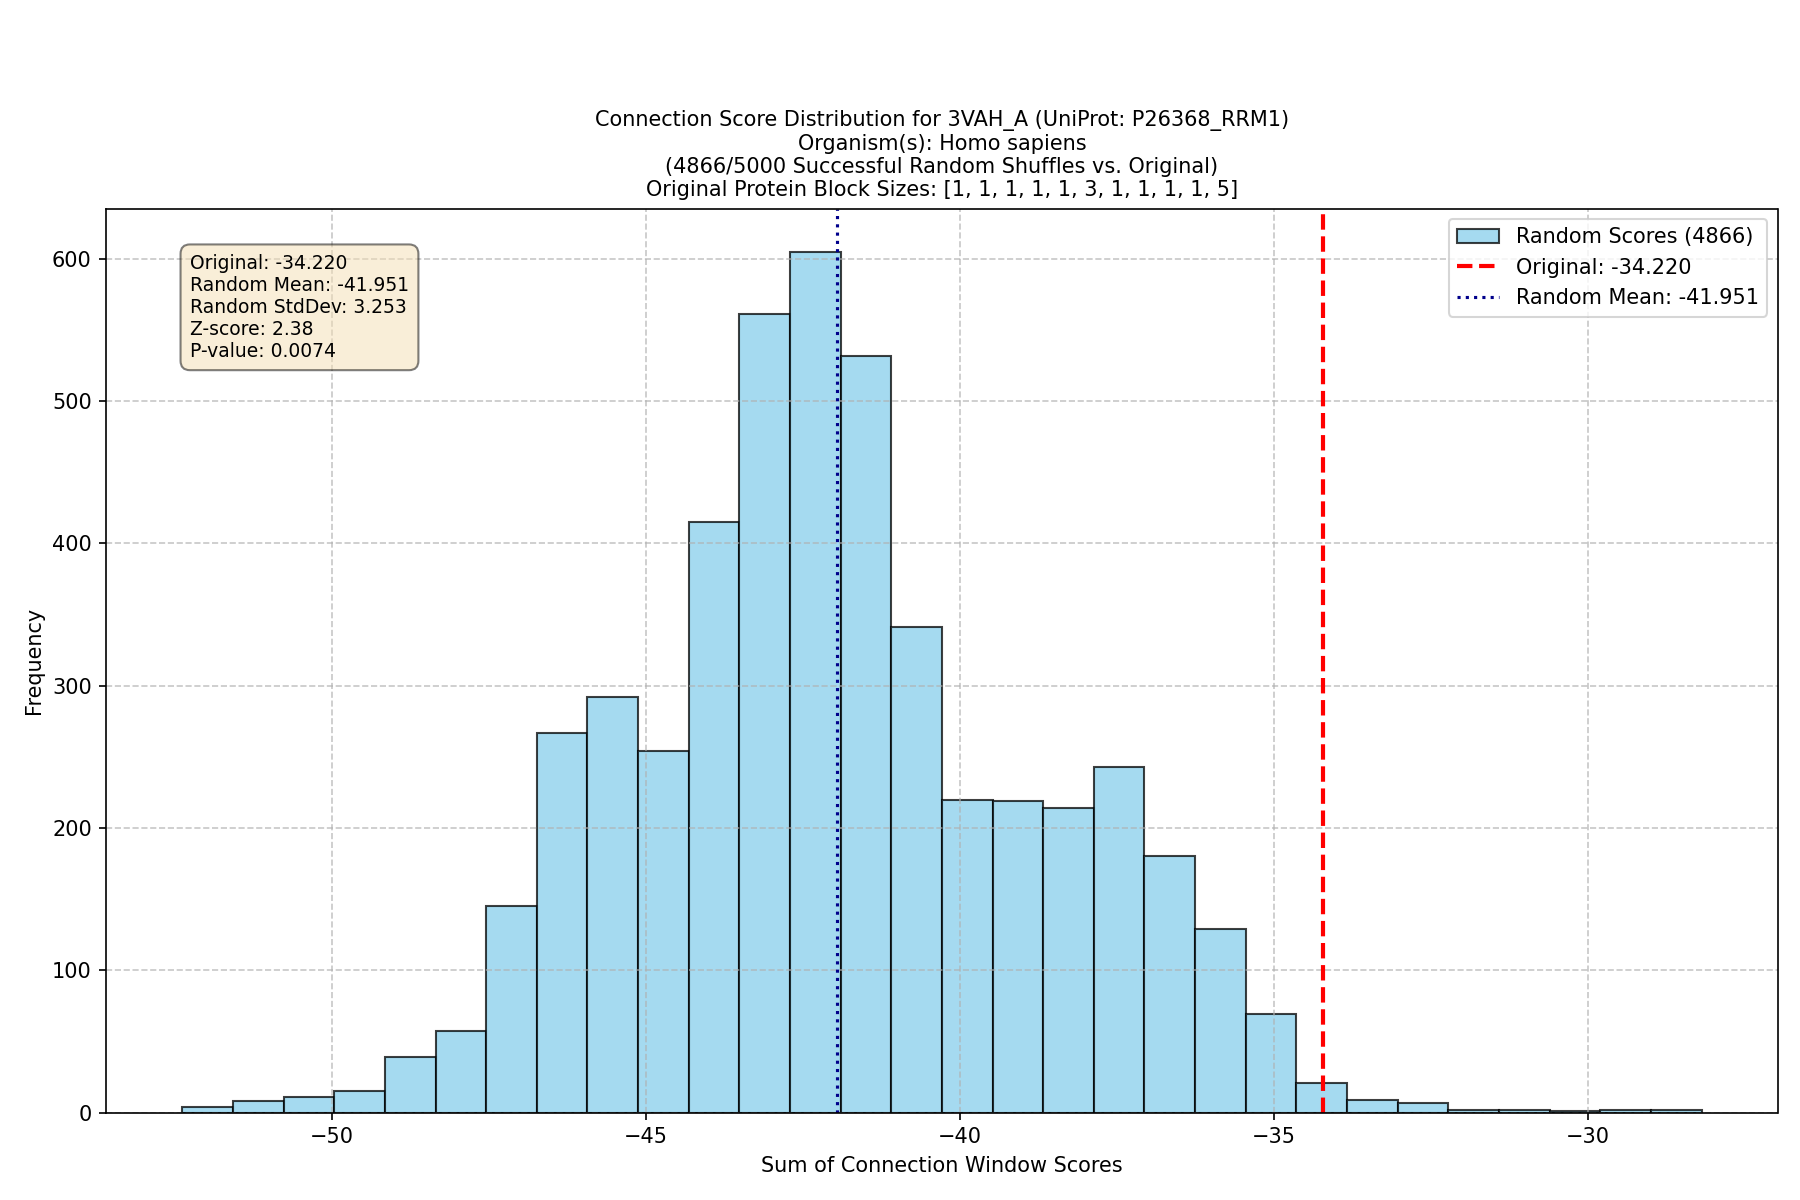 Connection Score Distribution for 3VAH_A (UniProt: P26368_RRM1)
Organism(s): Homo sapiens
(4866/5000 Successful Random Shuffles vs. Original)
Original Protein Block Sizes: [1, 1, 1, 1, 1, 3, 1, 1, 1, 1, 5]
Original: -34.220
Random Mean: -41.951
Random StdDev: 3.253
Z-score: 2.38
P-value: 0.0074
Random Scores (4866)
Original: -34.220
Random Mean: -41.951
Frequency
600
500
400
300
200
100
0
−50
−45
−40
−35
−30
Sum of Connection Window Scores